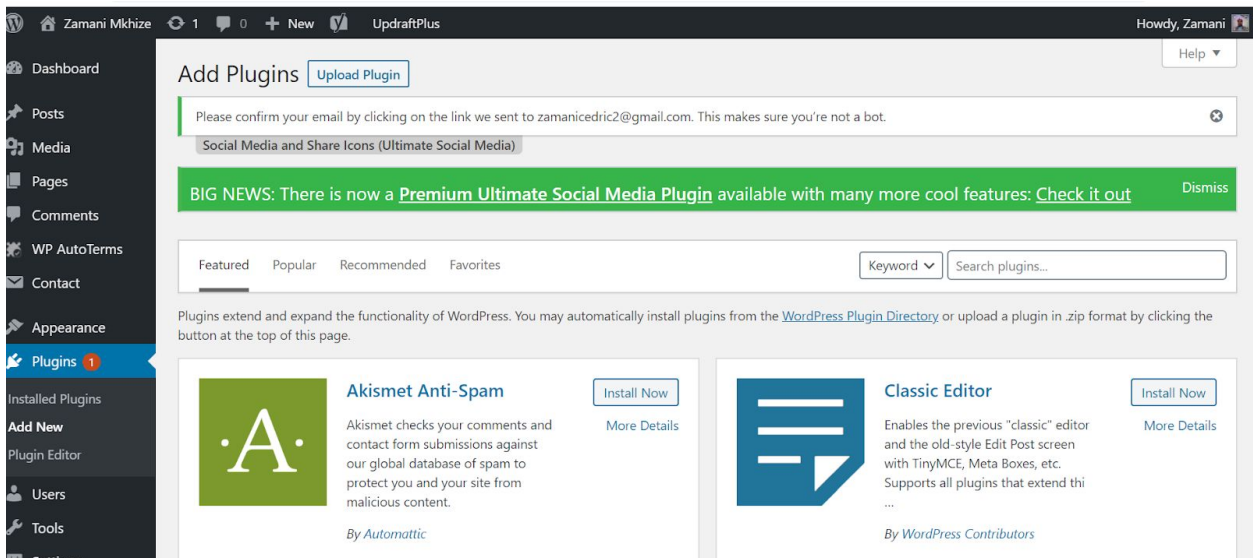 Zamani Mkhize 1 0 New UpdraftPlus Howdy, Zamani
Help
Dashboard
Posts
Media
Pages
Comments
WP AutoTerms
Contact
Appearance
Plugins 1
Installed Plugins
Add New
Plugin Editor
Users
Tools
Add Plugins Upload Plugin
Please confirm your email by clicking on the link we sent to zamanicedric2@gmail.com. This makes sure you're not a bot.
Social Media and Share Icons (Ultimate Social Media)
BIG NEWS: There is now a Premium Ultimate Social Media Plugin available with many more cool features: Check it out Dismiss
Featured Popular Recommended Favorites Keyword Search plugins...
Plugins extend and expand the functionality of WordPress. You may automatically install plugins from the WordPress Plugin Directory or upload a plugin in .zip format by clicking the
button at the top of this page.
·A·
Akismet Anti-Spam
Install Now
More Details
Akismet checks your comments and
contact form submissions against
our global database of spam to
protect you and your site from
malicious content.
By Automattic
Classic Editor
Install Now
More Details
Enables the previous "classic" editor
and the old-style Edit Post screen
with TinyMCE, Meta Boxes, etc.
Supports all plugins that extend thi
...
By WordPress Contributors